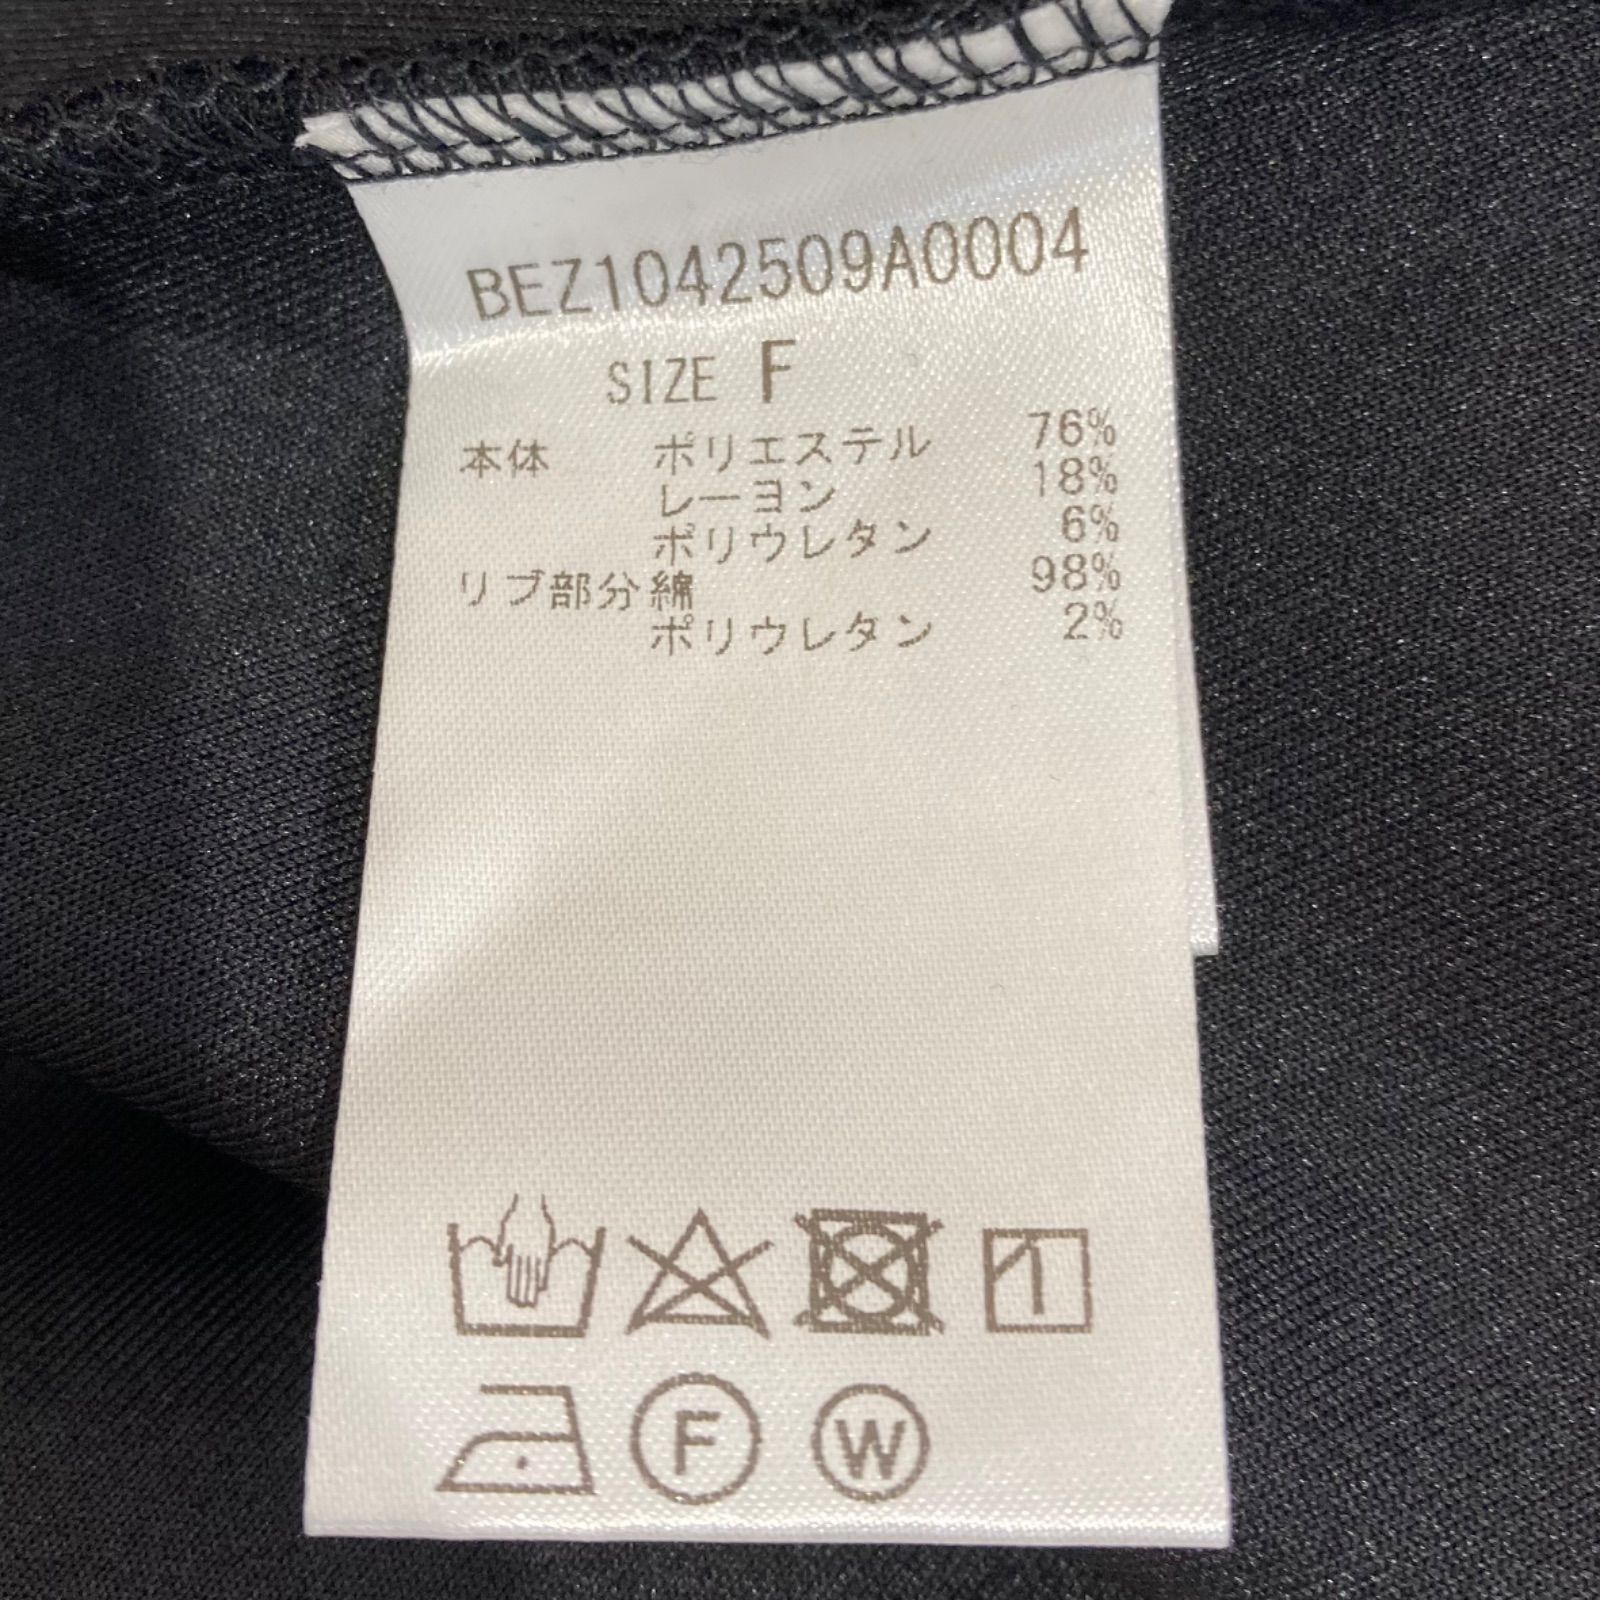 BEZ1042509A0004
SIZE F
本体 ポリエステル 76%
レーヨン 18%
ポリウレタン 6%
リブ部分 綿 98%
ポリウレタン 2%
F W